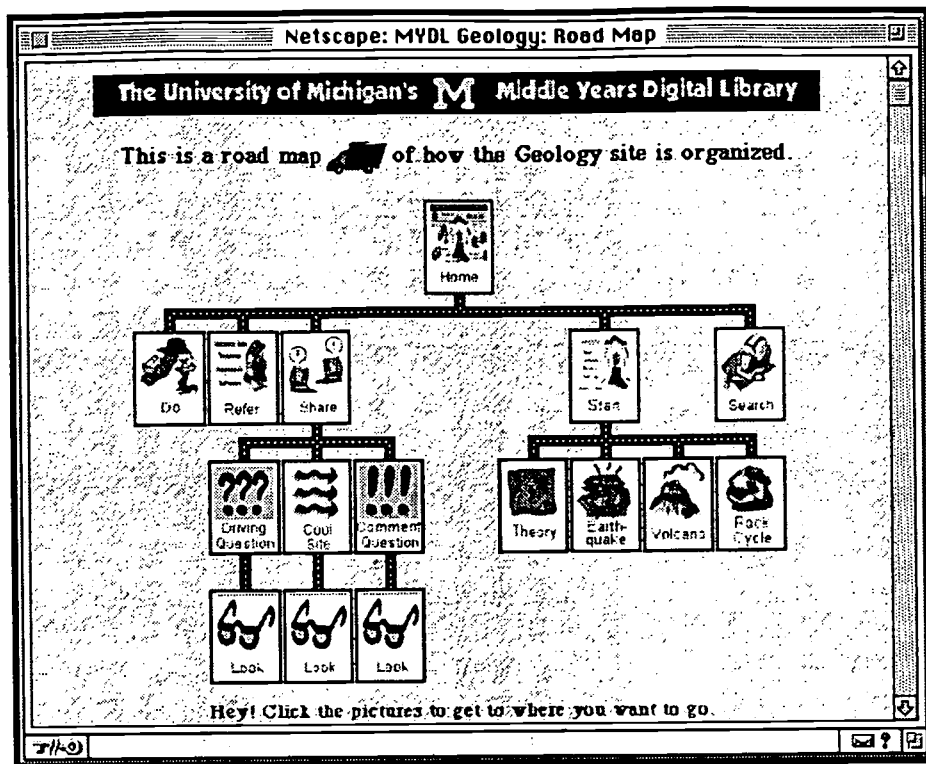 Netscape: MYDL Geology: Road Map
The University of Michigan's M Middle Years Digital Library
This is a road map of how the Geology site is organized.
Home
Do Refer Share Start Search
??? !!!
Driving Question
Cool Site
Comment Question
Theory
Earth-
quake
Volcano
Rock
Cycle
Look Look Look
Hey! Click the pictures to get to where you want to go.